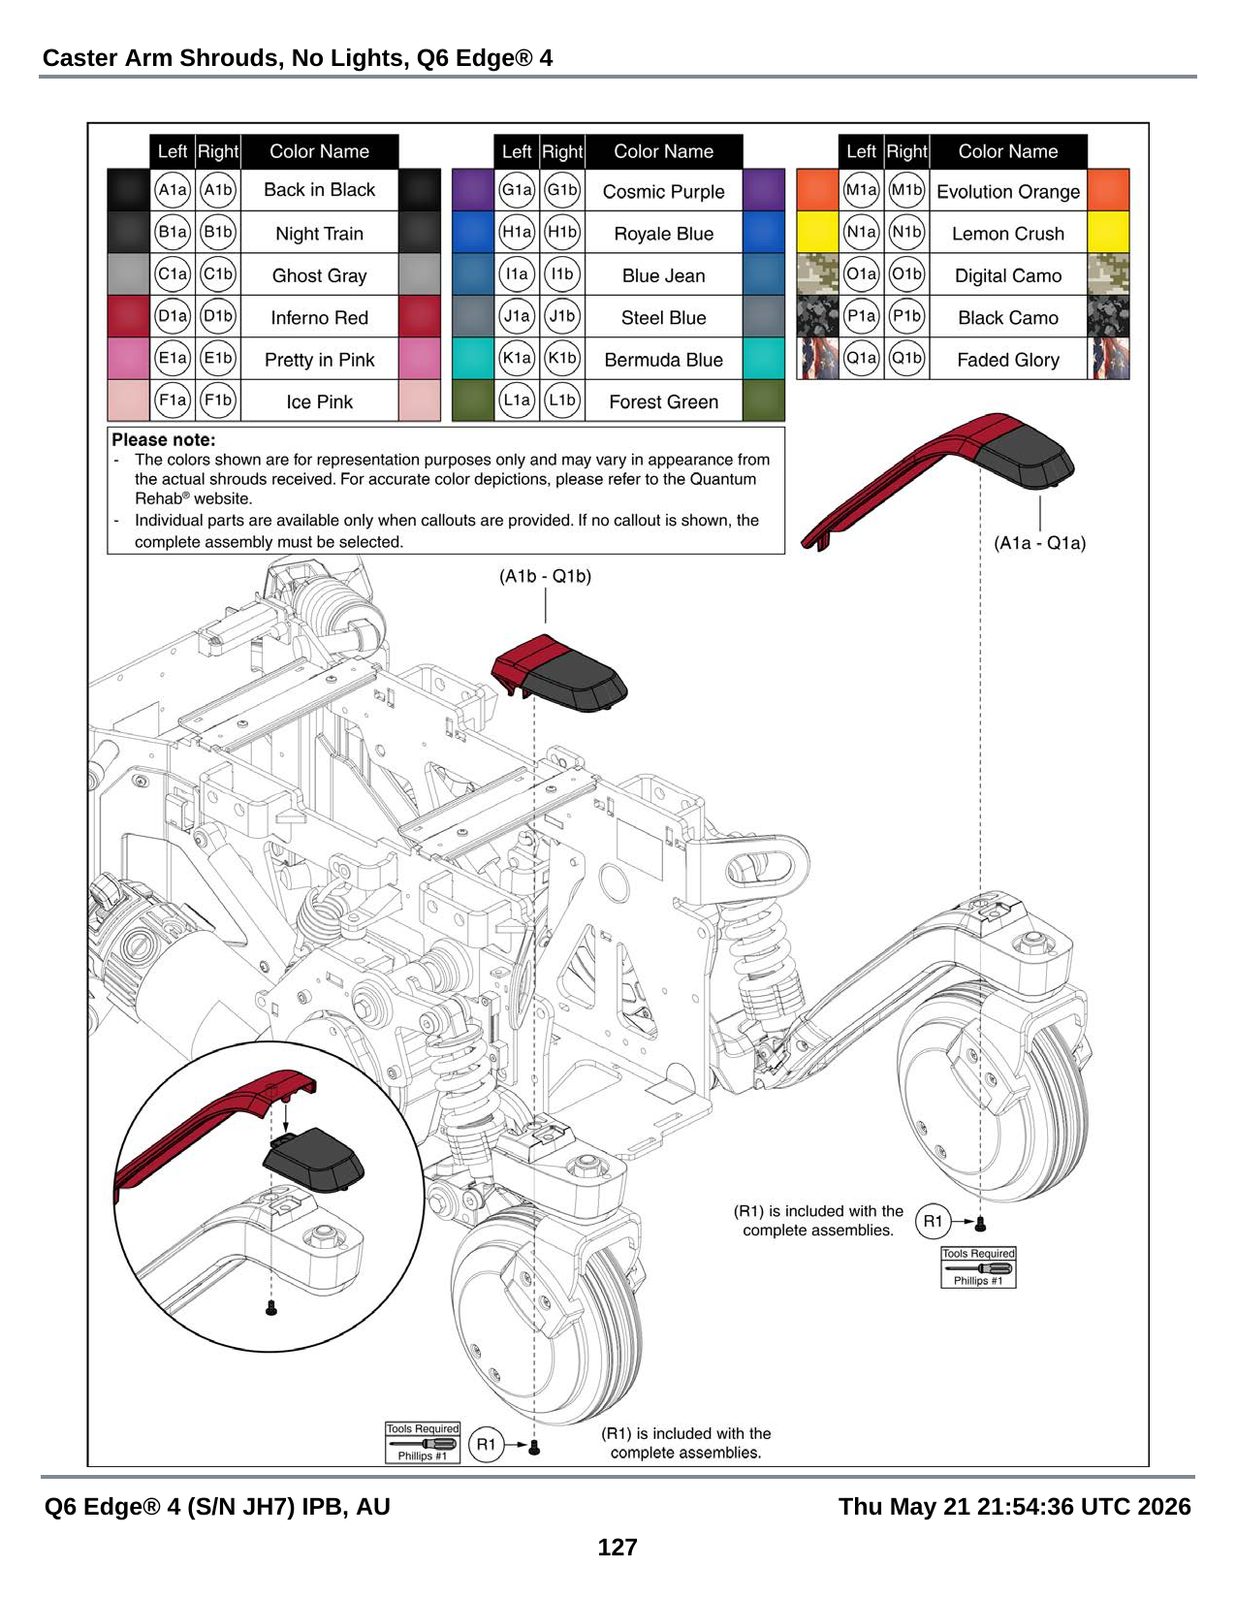 Caster Arm Shrouds, No Lights, Q6 Edge® 4
Left Right Color Name
A1a A1b Back in Black
B1a B1b Night Train
C1a C1b Ghost Gray
D1a D1b Inferno Red
E1a E1b Pretty in Pink
F1a F1b Ice Pink
Left Right Color Name
G1a G1b Cosmic Purple
H1a H1b Royale Blue
I1a I1b Blue Jean
J1a J1b Steel Blue
K1a K1b Bermuda Blue
L1a L1b Forest Green
Left Right Color Name
M1a M1b Evolution Orange
N1a N1b Lemon Crush
O1a O1b Digital Camo
P1a P1b Black Camo
Q1a Q1b Faded Glory
Please note:
- The colors shown are for representation purposes only and may vary in appearance from
the actual shrouds received. For accurate color depictions, please refer to the Quantum
Rehab® website.
- Individual parts are available only when callouts are provided. If no callout is shown, the
complete assembly must be selected.
(A1a - Q1a)
(A1b - Q1b)
(R1) is included with the
complete assemblies.
R1
Tools Required
Phillips #1
Tools Required
Phillips #1
R1
(R1) is included with the
complete assemblies.
Q6 Edge® 4 (S/N JH7) IPB, AU
Thu May 21 21:54:36 UTC 2026
127